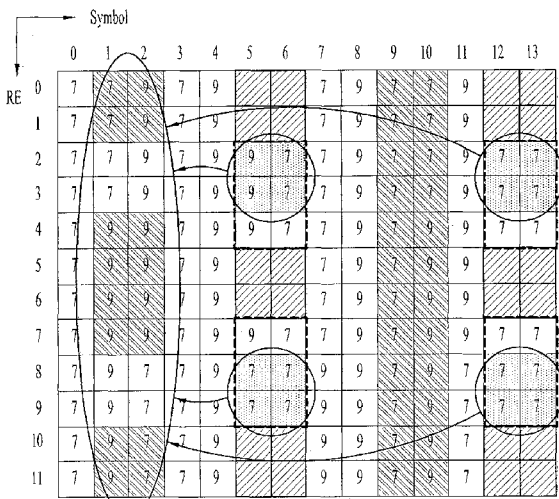 Symbol
0 1 2 3 4 5 6 7 8 9 10 11 12 13
RE
0 7 7 9 7 9 7 9 7 7 9
1 7 7 9 7 9 7 9 7 7 9
2 7 7 9 7 9 9 7 7 9 7 7 9 7 7
3 7 7 9 7 9 9 7 7 9 7 7 9 7 7
4 7 9 9 7 9 9 7 7 9 7 9 9 7 7
5 7 9 9 7 9 7 9 7 9 9
6 7 9 9 7 9 7 9 7 9 9
7 7 9 9 7 9 9 7 7 9 7 9 9 7 7
8 7 9 7 7 9 7 7 9 9 7 9 9 7 7
9 7 9 7 7 9 7 7 9 9 7 9 7 7 7
10 7 9 7 7 9 9 9 7 9 7
11 7 9 7 7 9 9 9 9 7 7